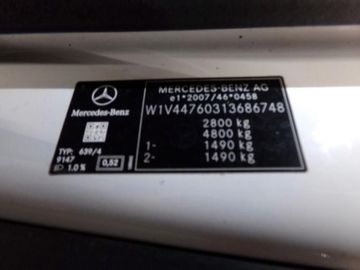 MERCEDES-BENZ AG
e1*2007/46*0458
W1V44760313686748
2800 kg
4800 kg
1- 1490 kg
2- 1490 kg
Mercedes-Benz
TYP: 639/4
9147
1.0% 0,52